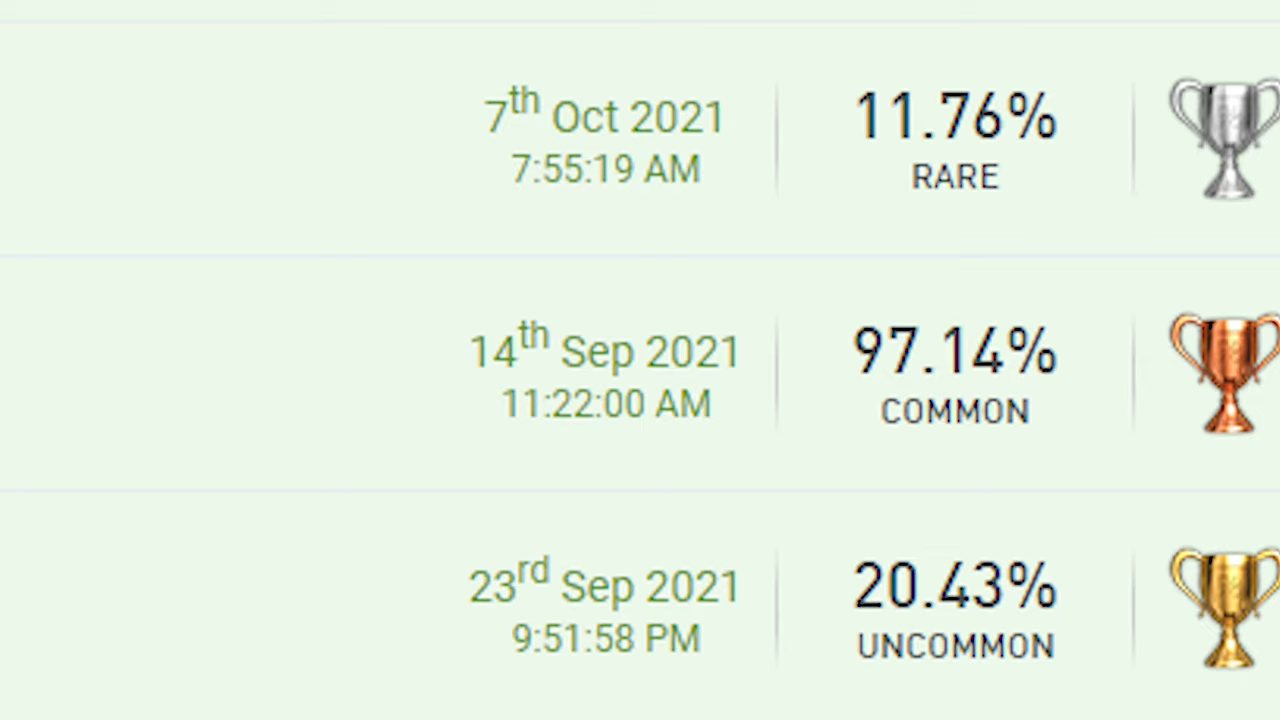 7th Oct 2021
7:55:19 AM
11.76%
RARE
14th Sep 2021
11:22:00 AM
97.14%
COMMON
23rd Sep 2021
9:51:58 PM
20.43%
UNCOMMON